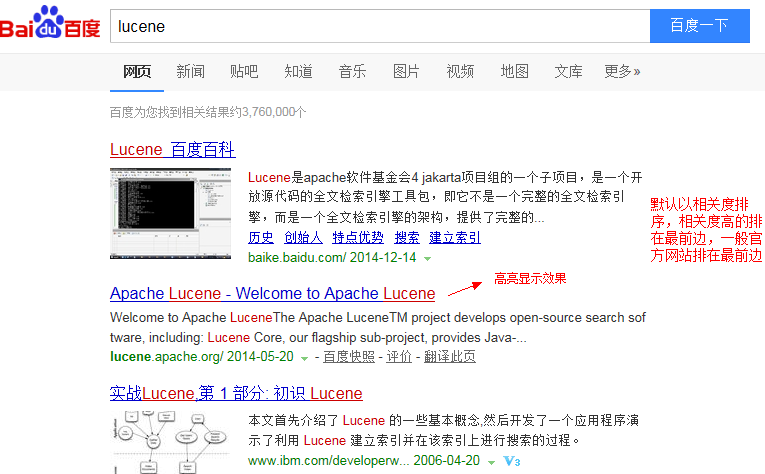 Bai du 百度
lucene
百度一下
网页 新闻 贴吧 知道 音乐 图片 视频 地图 文库 更多»
百度为您找到相关结果约3,760,000个
Lucene_百度百科
Lucene是apache软件基金会4 jakarta项目组的一个子项目，是一个开
放源代码的全文检索引擎工具包，即它不是一个完整的全文检索引
擎，而是一个全文检索引擎的架构，提供了完整的...
历史 创始人 特点优势 搜索 建立索引
baike.baidu.com/ 2014-12-14
默认以相关度排
序，相关度高的排
在最前边，一般官
方网站排在最前边
高亮显示效果
Apache Lucene - Welcome to Apache Lucene
Welcome to Apache LuceneThe Apache LuceneTM project develops open-source search sof
tware, including: Lucene Core, our flagship sub-project, provides Java-...
lucene.apache.org/ 2014-05-20 - 百度快照 - 评价 - 翻译此页
实战Lucene,第 1 部分: 初识 Lucene
本文首先介绍了 Lucene 的一些基本概念,然后开发了一个应用程序演
示了利用 Lucene 建立索引并在该索引上进行搜索的过程。
www.ibm.com/developerw... 2006-04-20 V3